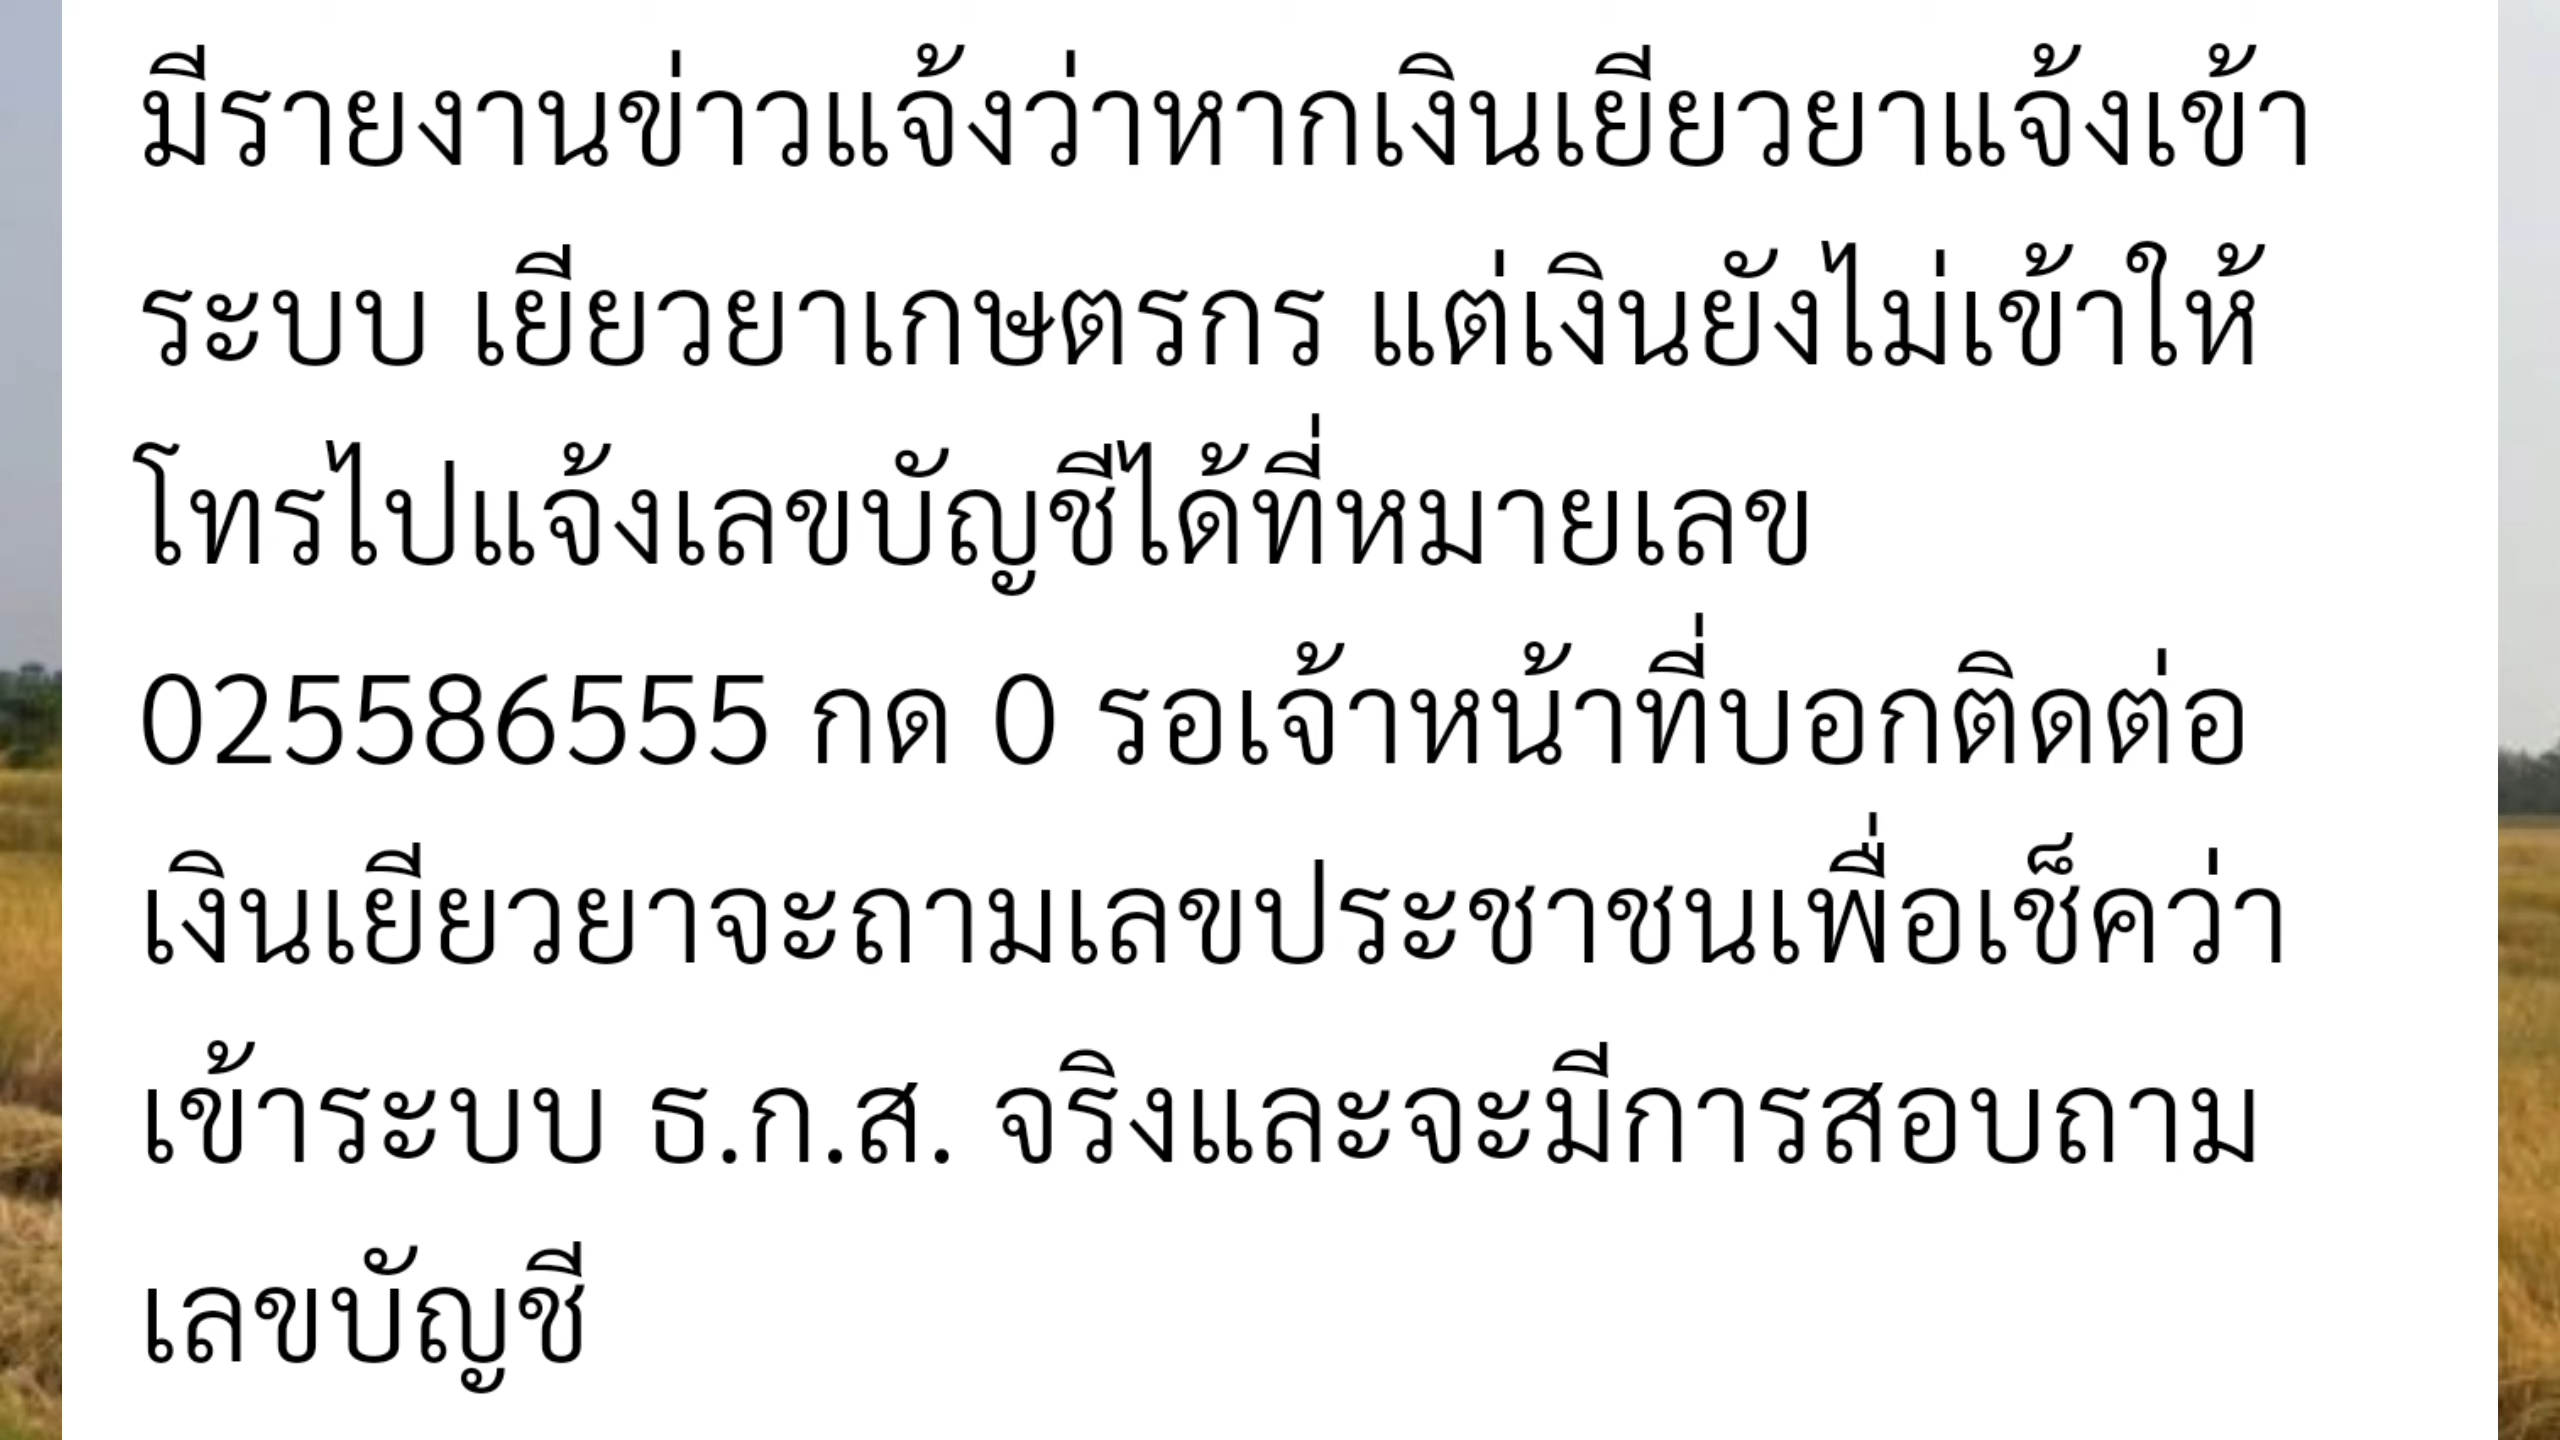 มีรายงานข่าวแจ้งว่าหากเงินเยียวยาแจ้งเข้า
ระบบ เยียวยาเกษตรกร แต่เงินยังไม่เข้าให้
โทรไปแจ้งเลขบัญชีได้ที่หมายเลข
025586555 กด 0 รอเจ้าหน้าที่บอกติดต่อ
เงินเยียวยาจะถามเลขประชาชนเพื่อเช็คว่า
เข้าระบบ ธ.ก.ส. จริงและจะมีการสอบถาม
เลขบัญชี